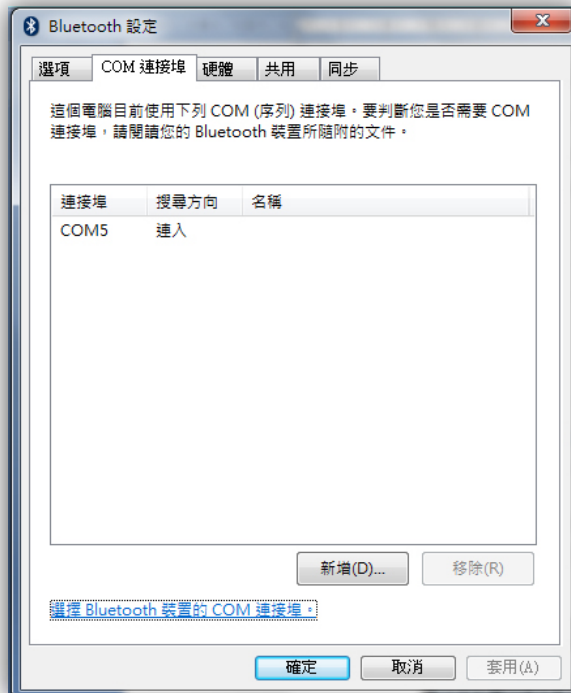 Bluetooth 設定
選項 COM 連接埠 硬體 共用 同步
這個電腦目前使用下列 COM (序列) 連接埠。要判斷您是否需要 COM
連接埠，請閱讀您的 Bluetooth 裝置所隨附的文件。
連接埠 搜尋方向 名稱
COM5 連入
新增(D)... 移除(R)
選擇 Bluetooth 裝置的 COM 連接埠。
確定 取消 套用(A)